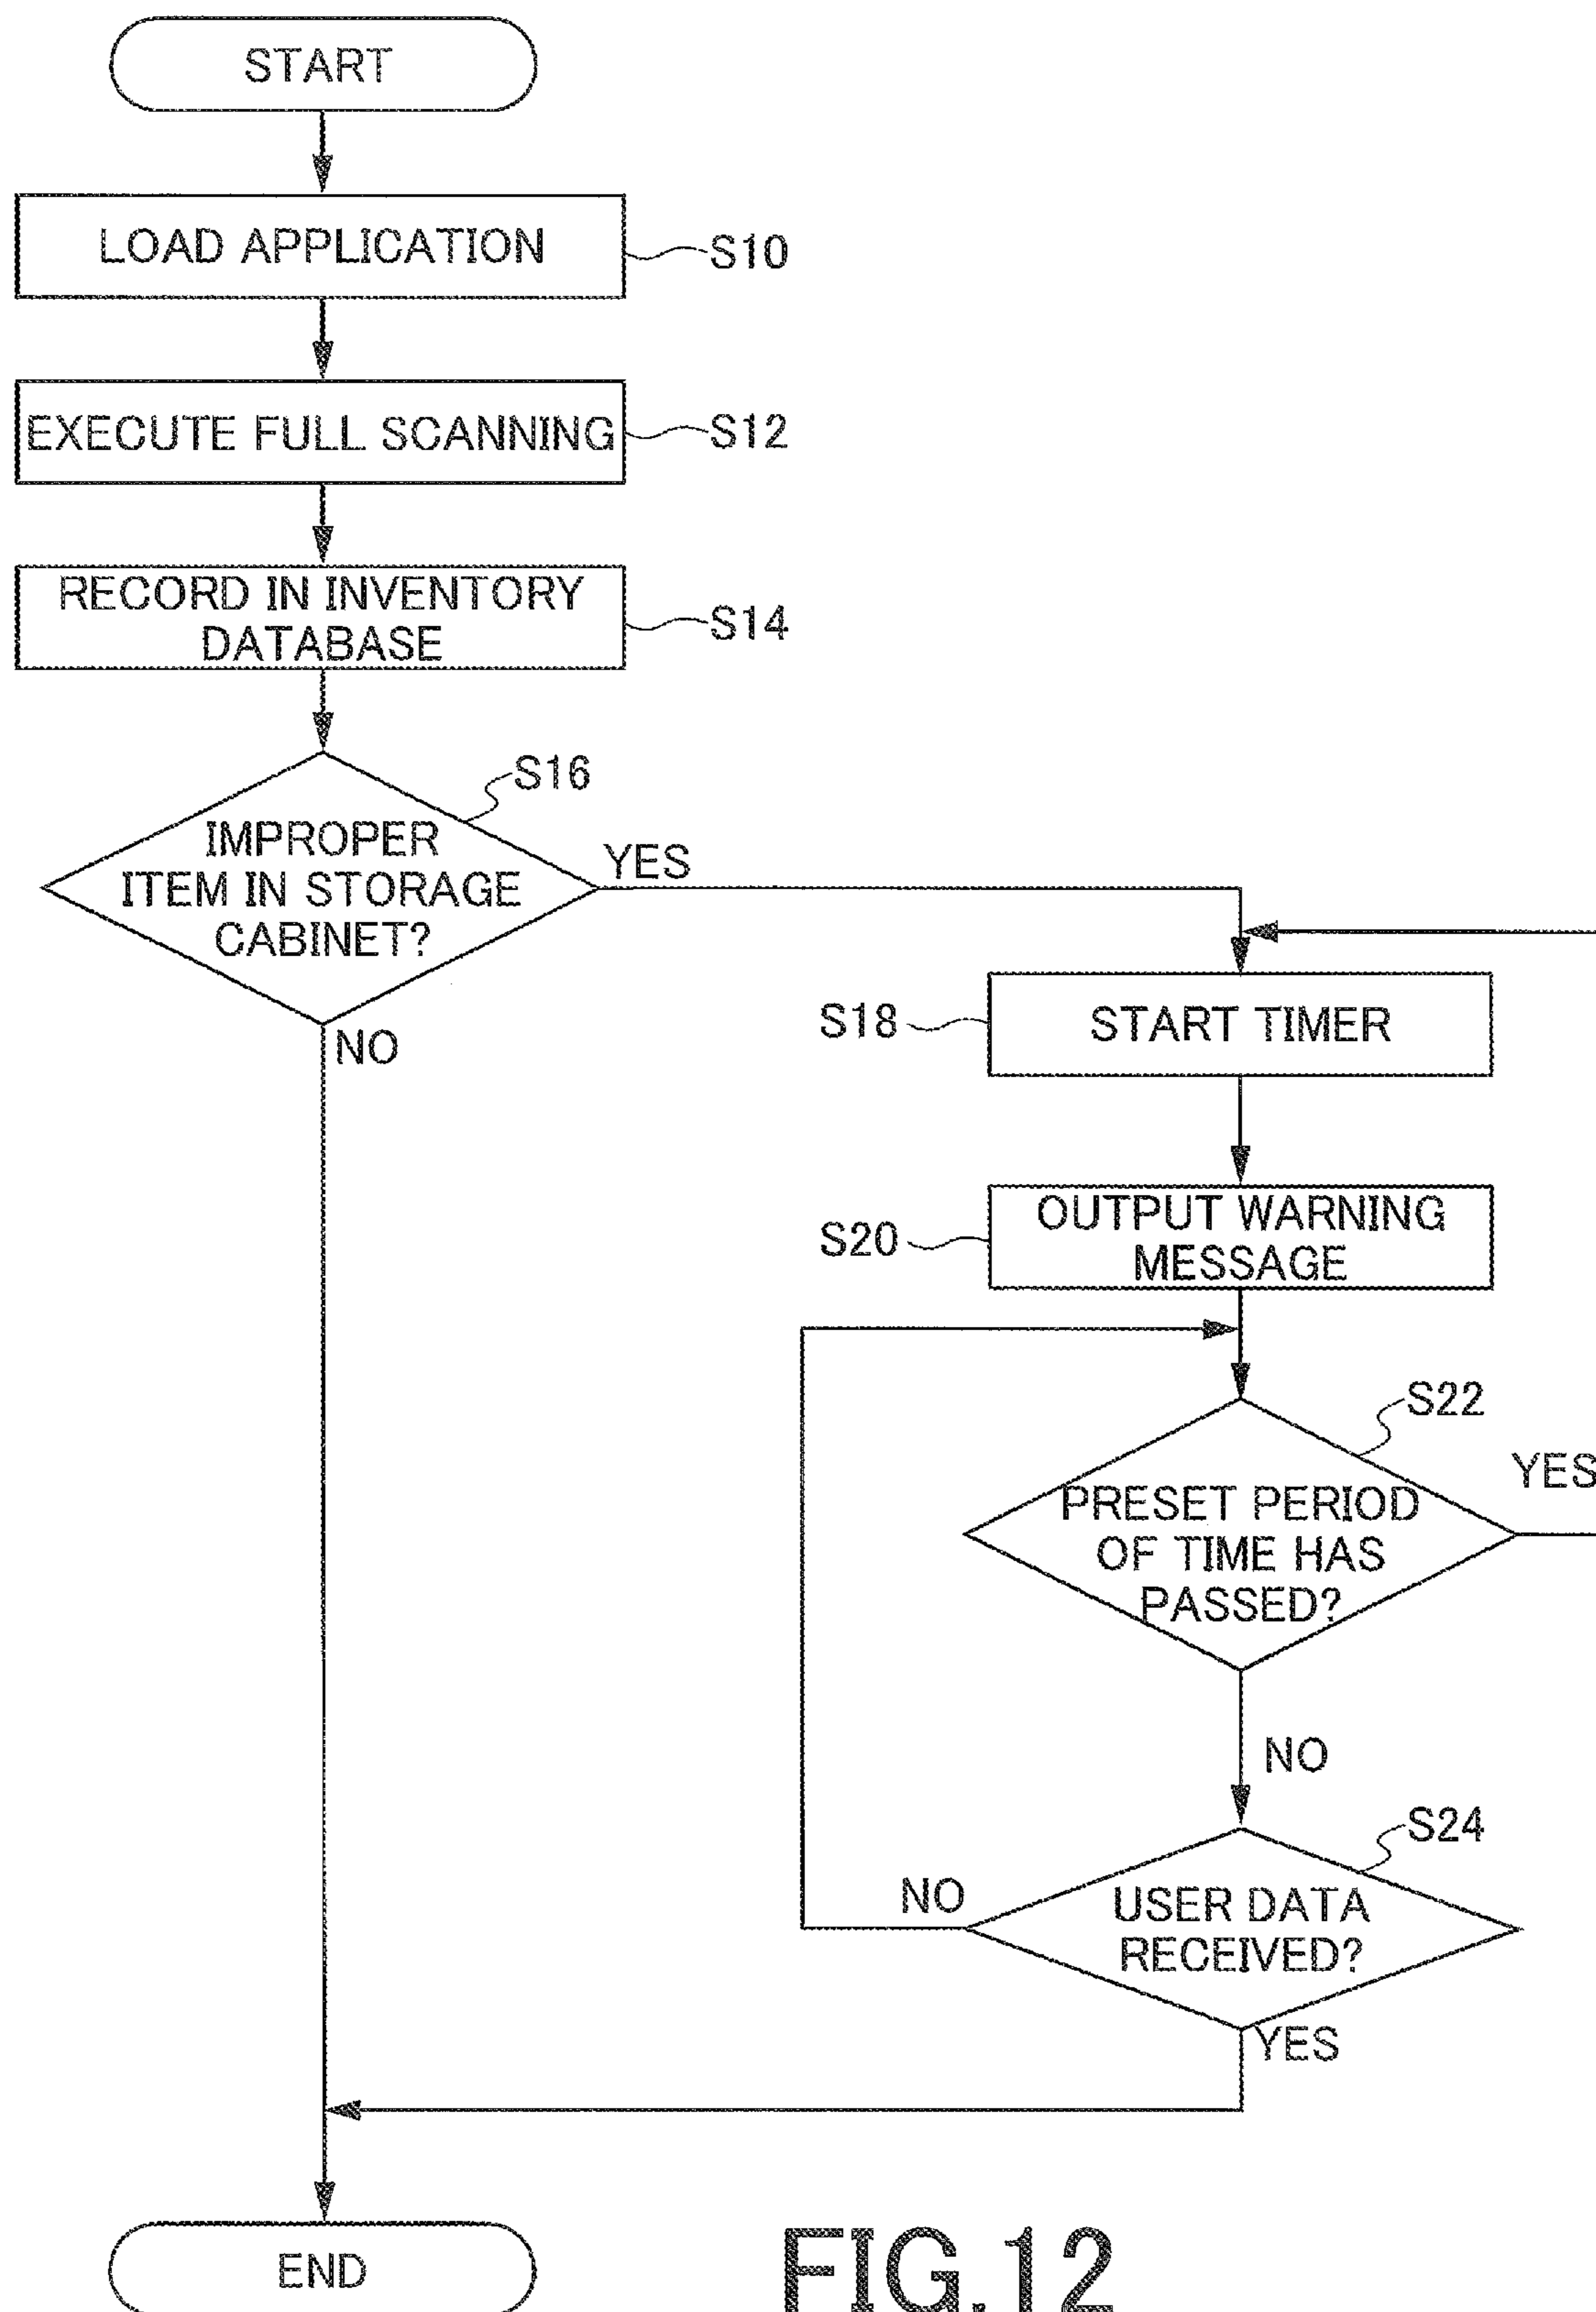 START
LOAD APPLICATION
S10
EXECUTE FULL SCANNING
S12
RECORD IN INVENTORY
DATABASE
S14
S16
IMPROPER
ITEM IN STORAGE
CABINET?
YES
NO
S18
START TIMER
S20
OUTPUT WARNING
MESSAGE
S22
YES
PRESET PERIOD
OF TIME HAS
PASSED?
NO
S24
NO
USER DATA
RECEIVED?
YES
END
FIG.12